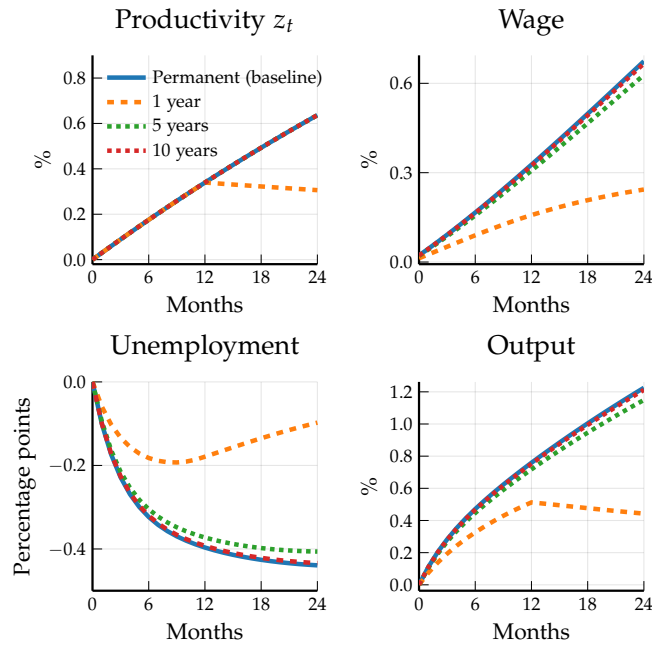 Productivity z_t
%
0.8
0.6
0.4
0.2
0.0
Permanent (baseline)
1 year
5 years
10 years
0 6 12 18 24
Months
Wage
%
0.6
0.3
0.0
0 6 12 18 24
Months
Unemployment
Percentage points
0.0
−0.2
−0.4
0 6 12 18 24
Months
Output
%
1.2
1.0
0.8
0.6
0.4
0.2
0.0
0 6 12 18 24
Months